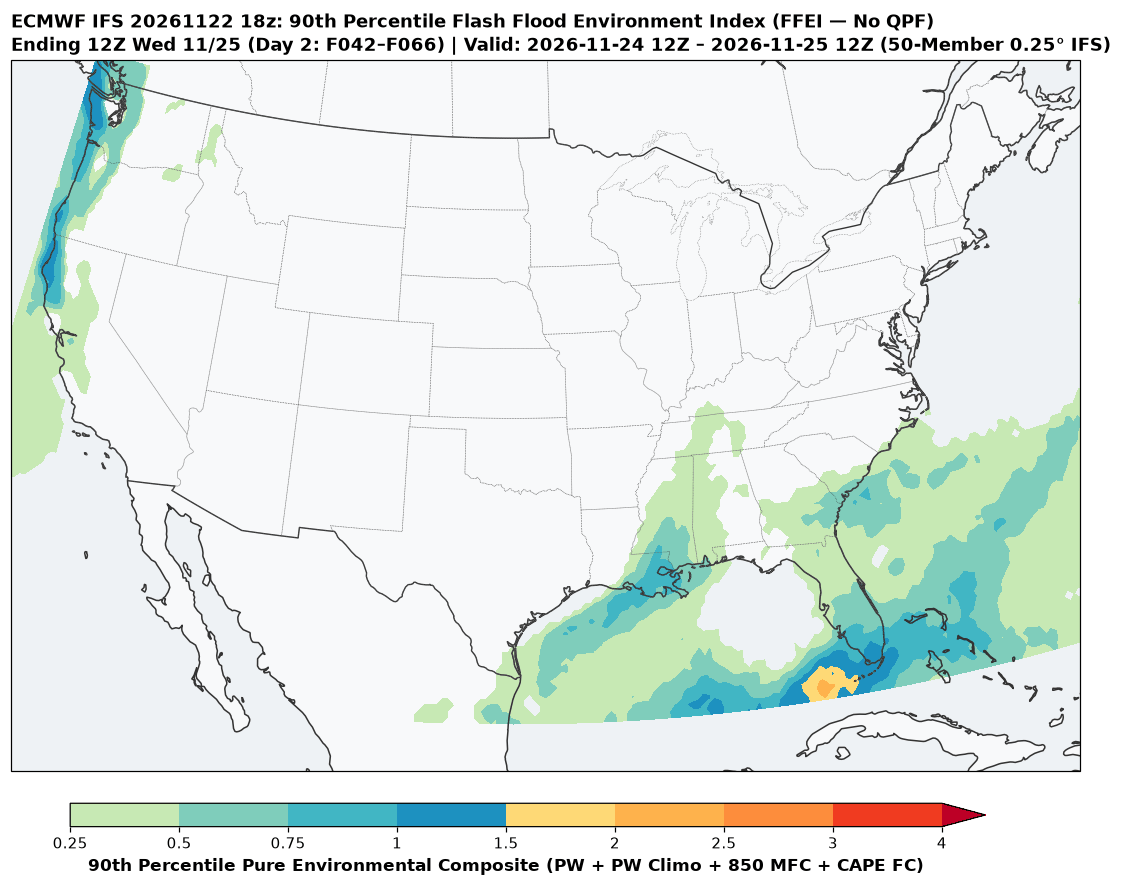 ECMWF IFS 20261122 18z: 90th Percentile Flash Flood Environment Index (FFEI — No QPF)
Ending 12Z Wed 11/25 (Day 2: F042–F066) | Valid: 2026-11-24 12Z – 2026-11-25 12Z (50-Member 0.25° IFS)
0.25 0.5 0.75 1 1.5 2 2.5 3 4
90th Percentile Pure Environmental Composite (PW + PW Climo + 850 MFC + CAPE FC)